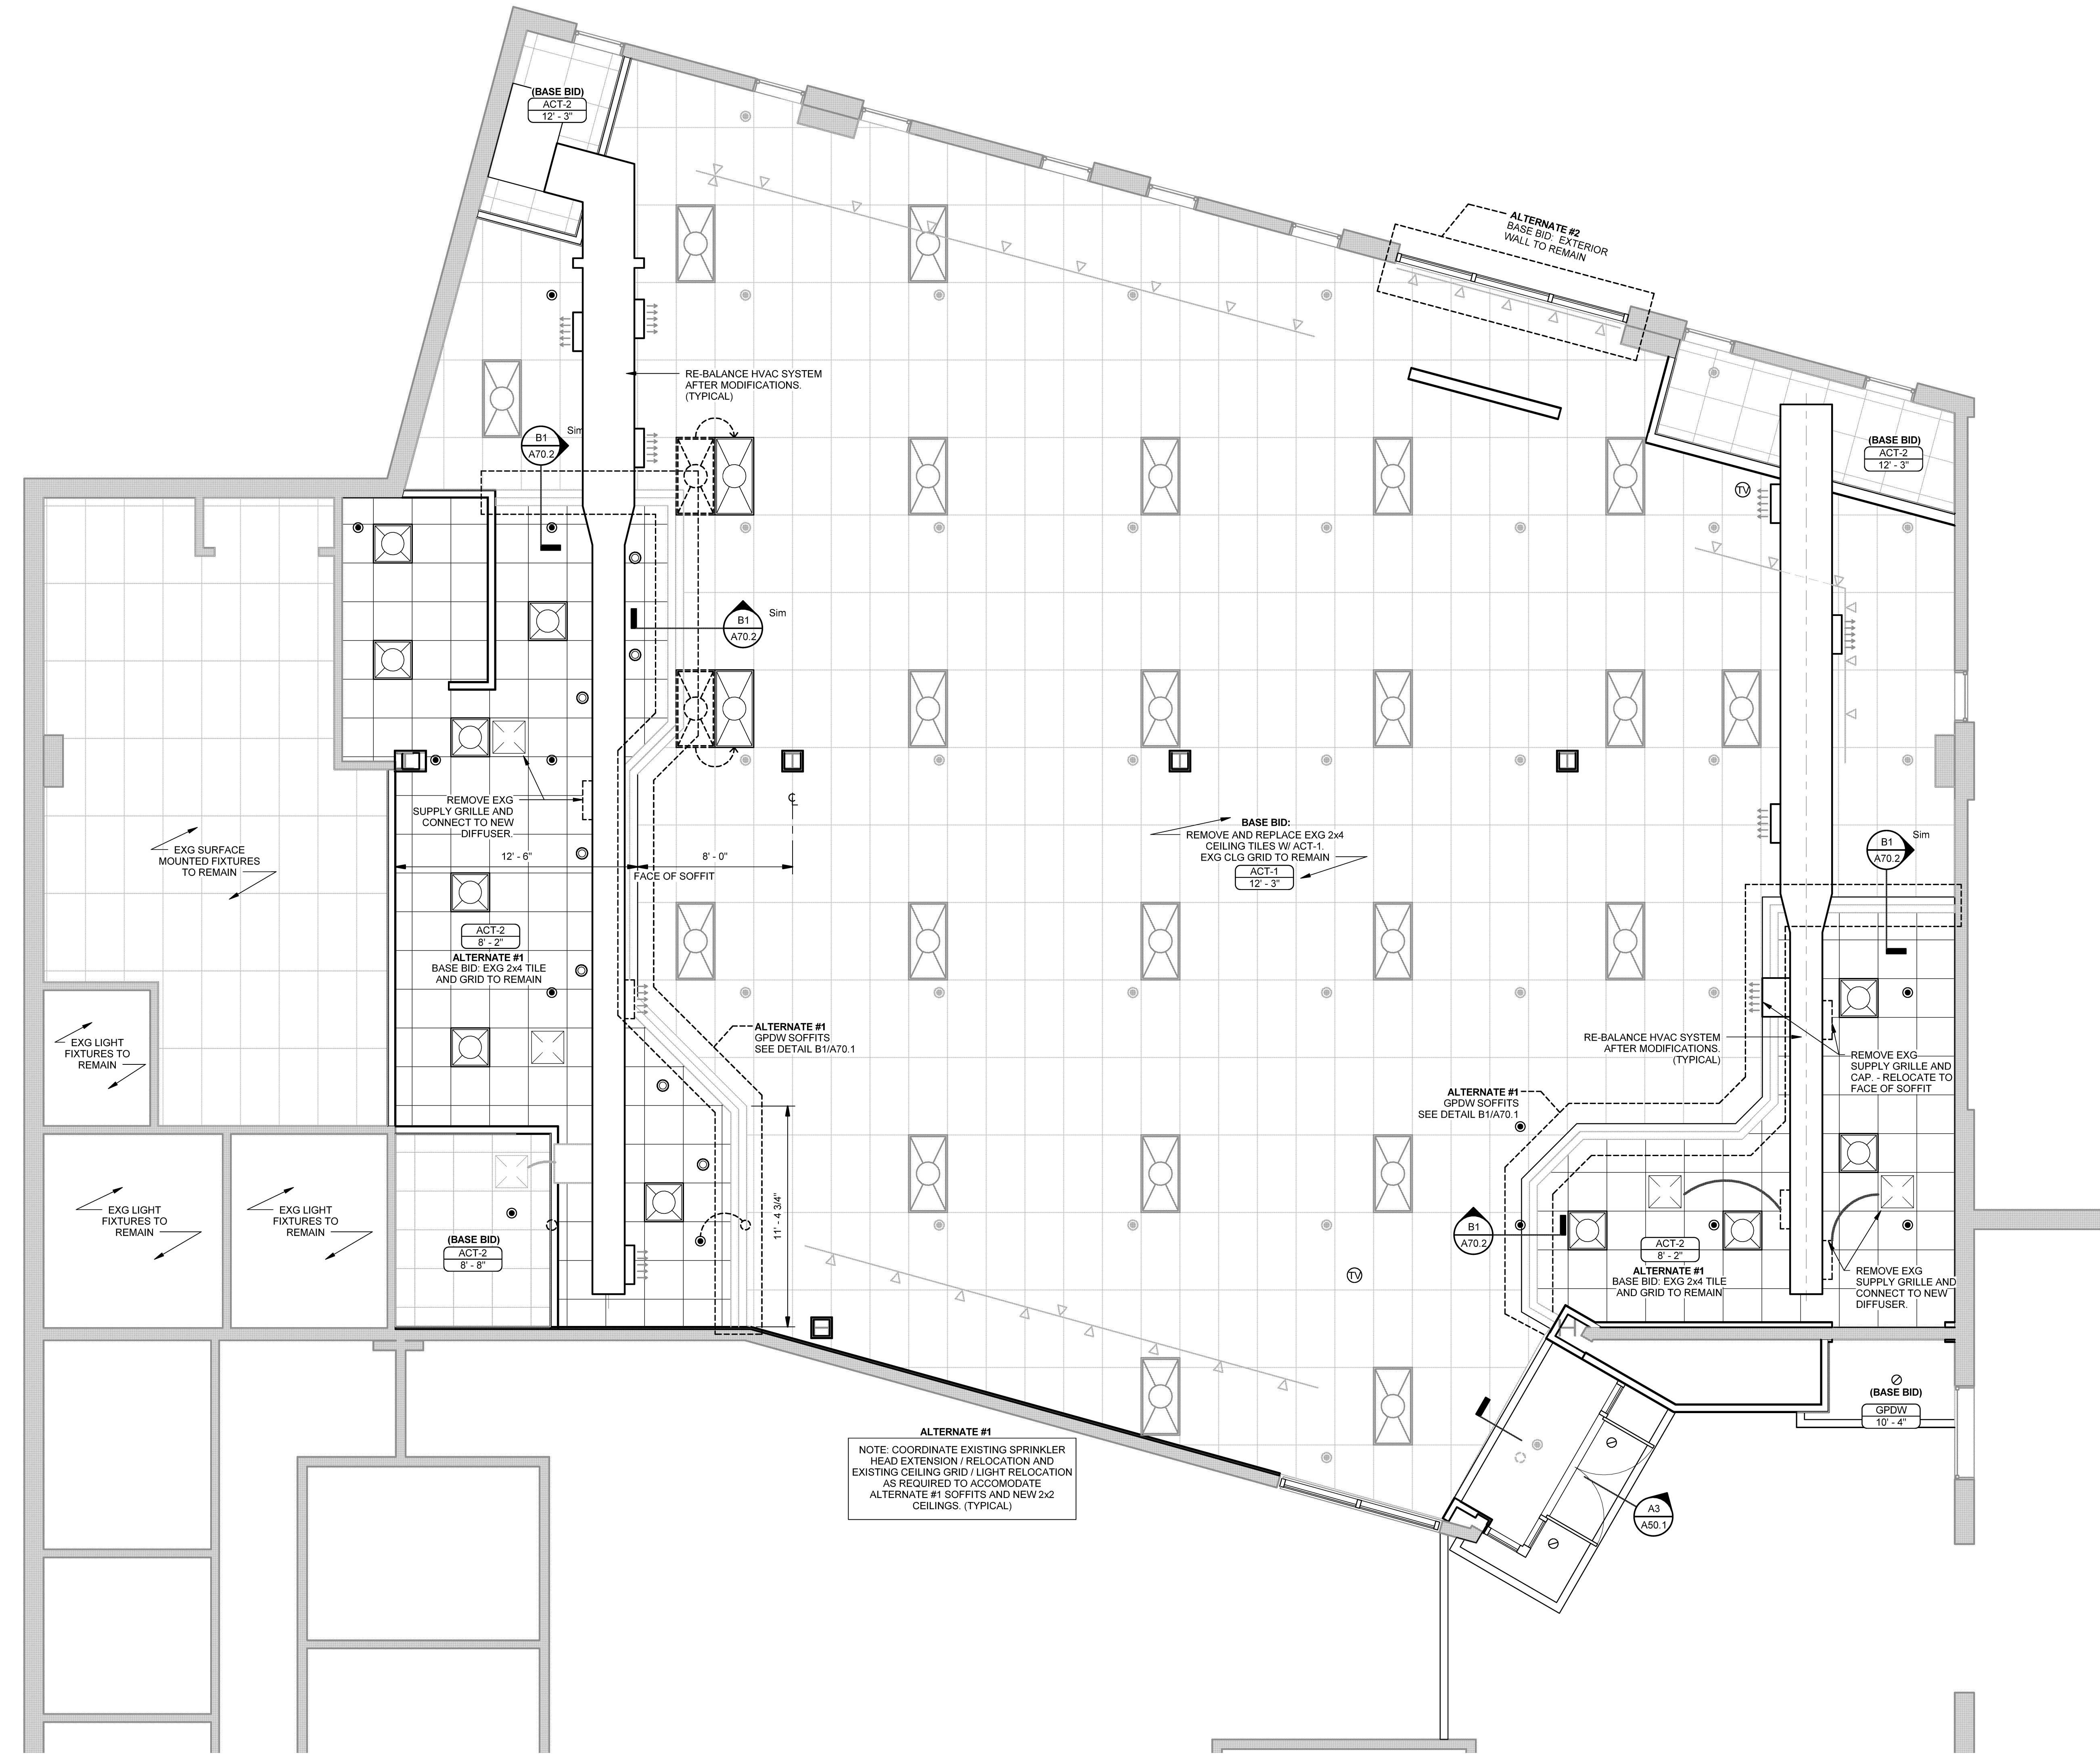 (BASE BID)
ACT-2
12' - 3"
ALTERNATE #2
BASE BID: EXTERIOR
WALL TO REMAIN
RE-BALANCE HVAC SYSTEM
AFTER MODIFICATIONS.
(TYPICAL)
B1
A70.2
Sim
(BASE BID)
ACT-2
12' - 3"
TV
B1
A70.2
Sim
REMOVE EXG
SUPPLY GRILLE AND
CONNECT TO NEW
DIFFUSER.
EXG SURFACE
MOUNTED FIXTURES
TO REMAIN
12' - 6"
8' - 0"
FACE OF SOFFIT
BASE BID:
REMOVE AND REPLACE EXG 2x4
CEILING TILES W/ ACT-1.
EXG CLG GRID TO REMAIN
ACT-1
12' - 3"
B1
A70.2
Sim
ACT-2
8' - 2"
ALTERNATE #1
BASE BID: EXG 2x4 TILE
AND GRID TO REMAIN
EXG LIGHT
FIXTURES TO
REMAIN
ALTERNATE #1
GPDW SOFFITS
SEE DETAIL B1/A70.1
RE-BALANCE HVAC SYSTEM
AFTER MODIFICATIONS.
(TYPICAL)
REMOVE EXG
SUPPLY GRILLE AND
CAP. - RELOCATE TO
FACE OF SOFFIT
ALTERNATE #1
GPDW SOFFITS
SEE DETAIL B1/A70.1
EXG LIGHT
FIXTURES TO
REMAIN
EXG LIGHT
FIXTURES TO
REMAIN
(BASE BID)
ACT-2
8' - 8"
11' - 4 3/4"
B1
A70.2
TV
ACT-2
8' - 2"
ALTERNATE #1
BASE BID: EXG 2x4 TILE
AND GRID TO REMAIN
REMOVE EXG
SUPPLY GRILLE AND
CONNECT TO NEW
DIFFUSER.
(BASE BID)
GPDW
10' - 4"
ALTERNATE #1
NOTE: COORDINATE EXISTING SPRINKLER
HEAD EXTENSION / RELOCATION AND
EXISTING CEILING GRID / LIGHT RELOCATION
AS REQUIRED TO ACCOMODATE
ALTERNATE #1 SOFFITS AND NEW 2x2
CEILINGS. (TYPICAL)
A3
A50.1